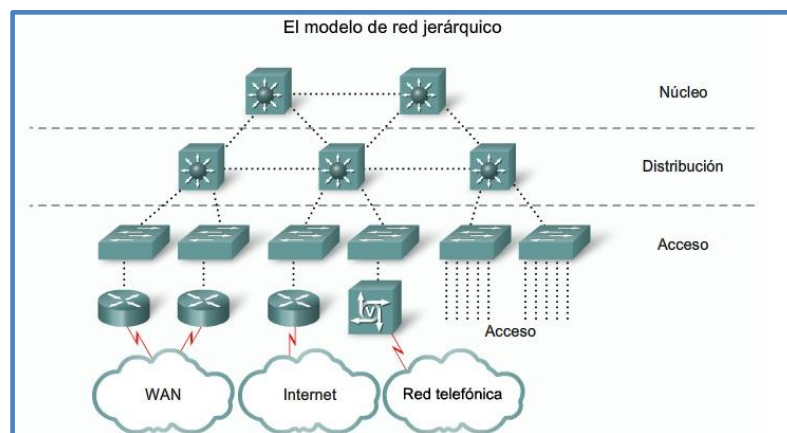 El modelo de red jerárquico
Núcleo
Distribución
Acceso
V
Acceso
WAN
Internet
Red telefónica